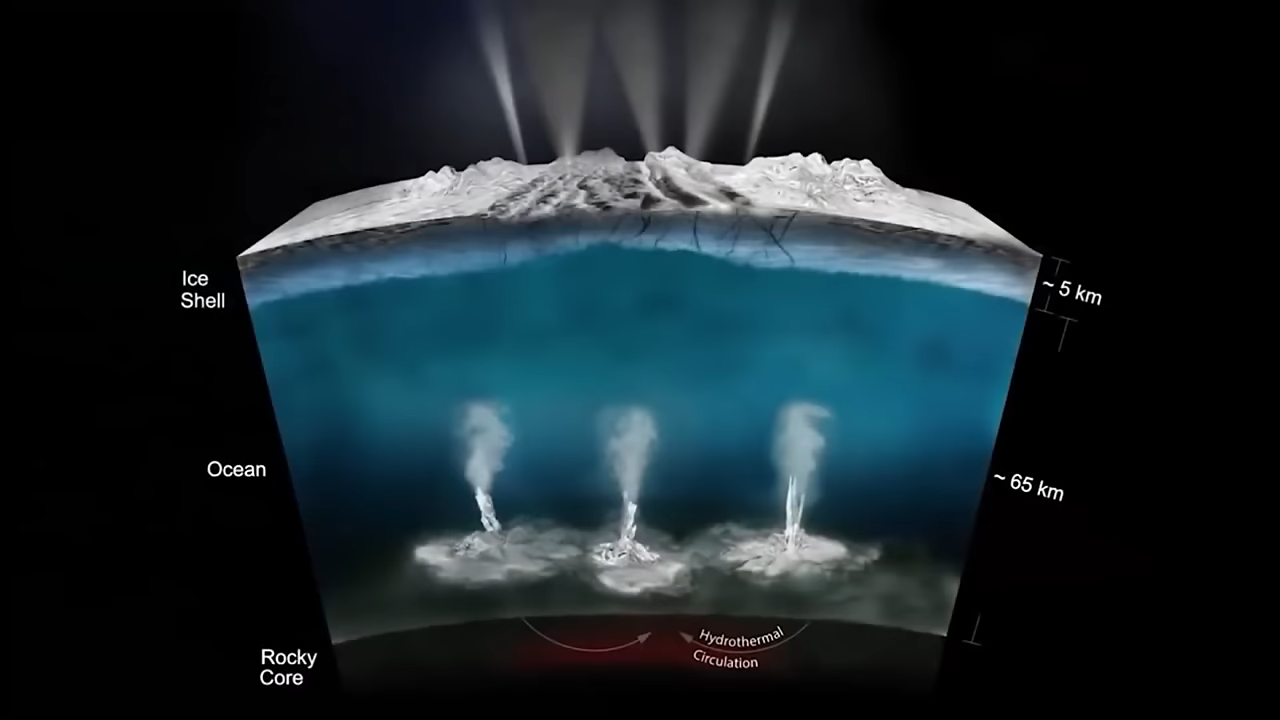 Ice
Shell
~ 5 km
Ocean
~ 65 km
Hydrothermal
Circulation
Rocky
Core